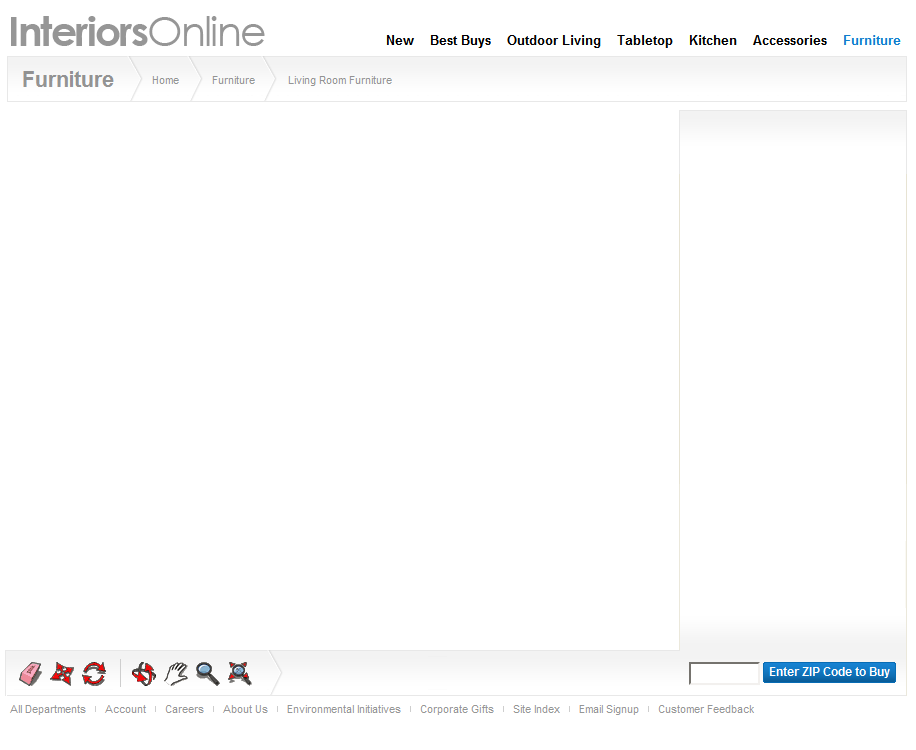 InteriorsOnline
New Best Buys Outdoor Living Tabletop Kitchen Accessories Furniture
Furniture Home Furniture Living Room Furniture
Enter ZIP Code to Buy
All Departments Account Careers About Us Environmental Initiatives Corporate Gifts Site Index Email Signup Customer Feedback